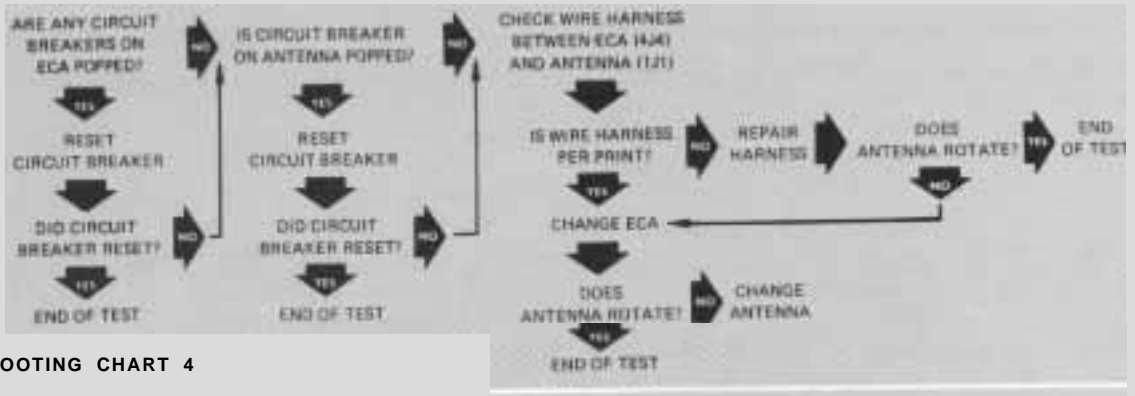 ARE ANY CIRCUIT
BREAKERS ON
ECA POPPED?
NO
YES
RESET
CIRCUIT BREAKER
DID CIRCUIT
BREAKER RESET?
NO
YES
END OF TEST
IS CIRCUIT BREAKER
ON ANTENNA POPPED?
NO
YES
RESET
CIRCUIT BREAKER
DID CIRCUIT
BREAKER RESET?
NO
YES
END OF TEST
CHECK WIRE HARNESS
BETWEEN ECA (4J4)
AND ANTENNA (1J1)
IS WIRE HARNESS
PER PRINT?
NO
REPAIR
HARNESS
DOES
ANTENNA ROTATE?
YES
END
OF TEST
NO
YES
CHANGE ECA
DOES
ANTENNA ROTATE?
NO
CHANGE
ANTENNA
YES
END OF TEST
OOTING CHART 4